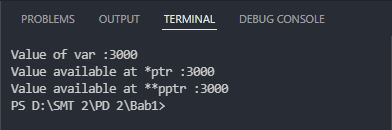 PROBLEMS OUTPUT TERMINAL DEBUG CONSOLE
Value of var :3000
Value available at *ptr :3000
Value available at **pptr :3000
PS D:\SMT 2\PD 2\Bab1>